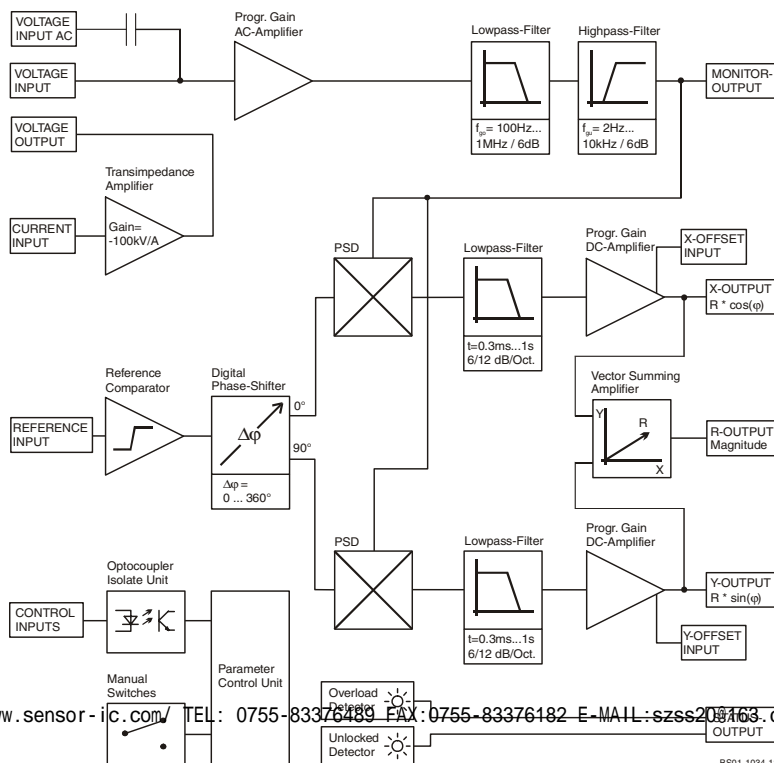 VOLTAGE
INPUT AC
Progr. Gain
AC-Amplifier
Lowpass-Filter
Highpass-Filter
VOLTAGE
INPUT
MONITOR-
OUTPUT
VOLTAGE
OUTPUT
fgo= 100Hz...
1MHz / 6dB
fgu= 2Hz...
10kHz / 6dB
Transimpedance
Amplifier
CURRENT
INPUT
Gain=
-100kV/A
PSD
Lowpass-Filter
Progr. Gain
DC-Amplifier
X-OFFSET
INPUT
X-OUTPUT
R * cos(φ)
t=0.3ms...1s
6/12 dB/Oct.
Reference
Comparator
Digital
Phase-Shifter
0°
Vector Summing
Amplifier
REFERENCE
INPUT
Δφ
90°
Y
R
X
R-OUTPUT
Magnitude
Δφ =
0 ... 360°
PSD
Lowpass-Filter
Progr. Gain
DC-Amplifier
Optocoupler
Isolate Unit
Y-OUTPUT
R * sin(φ)
CONTROL
INPUTS
t=0.3ms...1s
6/12 dB/Oct.
Y-OFFSET
INPUT
Manual
Switches
Parameter
Control Unit
Overload
Detector
w.sensor-ic.com/ TEL: 0755-83376489 FAX:0755-83376182 E-MAIL:szss20@163.c
STATUS
OUTPUT
Unlocked
Detector